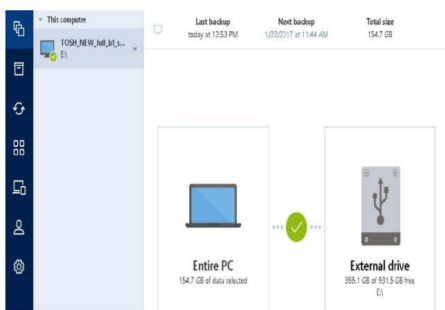 This computer
TOSH_NEW_full_b1_s...
E:\
Last backup
today at 12:53 PM
Next backup
1/23/2017 at 11:44 AM
Total size
154.7 GB
Entire PC
154.7 GB of data selected
External drive
355.1 GB of 931.5 GB free
E:\